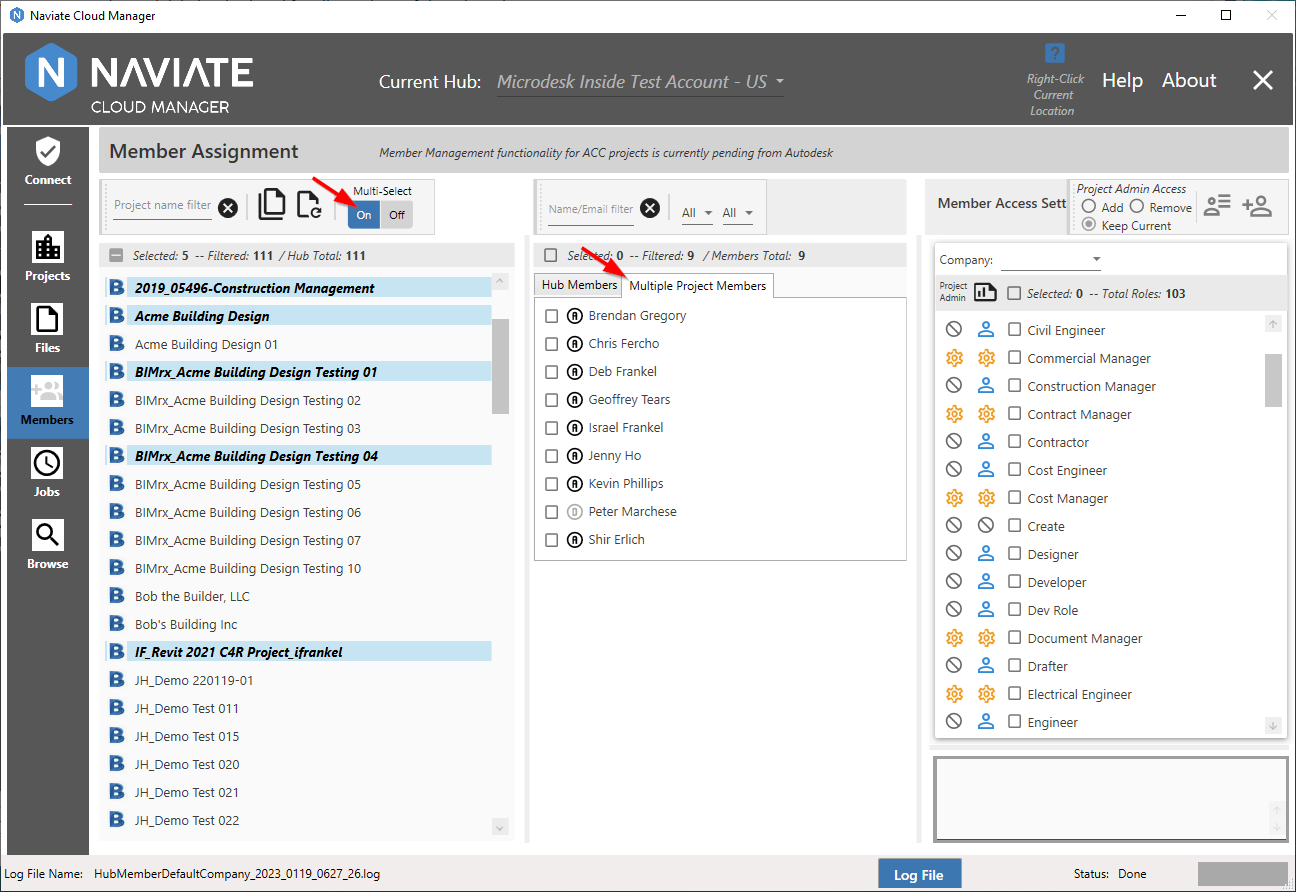 Naviate Cloud Manager
NAVIATE
CLOUD MANAGER
Current Hub: Microdesk Inside Test Account - US
?
Right-Click
Current
Location
Help
About
Connect
Projects
Files
Members
Jobs
Browse
Member Assignment
Member Management functionality for ACC projects is currently pending from Autodesk
Project name filter
Multi-Select
On Off
Selected: 5 -- Filtered: 111 / Hub Total: 111
B 2019_05496-Construction Management
B Acme Building Design
B Acme Building Design 01
B BIMrx_Acme Building Design Testing 01
B BIMrx_Acme Building Design Testing 02
B BIMrx_Acme Building Design Testing 03
B BIMrx_Acme Building Design Testing 04
B BIMrx_Acme Building Design Testing 05
B BIMrx_Acme Building Design Testing 06
B BIMrx_Acme Building Design Testing 07
B BIMrx_Acme Building Design Testing 10
B Bob the Builder, LLC
B Bob's Building Inc
B IF_Revit 2021 C4R Project_ifrankel
B JH_Demo 220119-01
B JH_Demo Test 011
B JH_Demo Test 015
B JH_Demo Test 020
B JH_Demo Test 021
B JH_Demo Test 022
Name/Email filter
All All
Selected: 0 -- Filtered: 9 / Members Total: 9
Hub Members Multiple Project Members
A Brendan Gregory
A Chris Fercho
A Deb Frankel
A Geoffrey Tears
A Israel Frankel
A Jenny Ho
A Kevin Phillips
D Peter Marchese
A Shir Erlich
Member Access Sett
Project Admin Access
Add Remove
Keep Current
Company:
Project
Admin
Selected: 0 -- Total Roles: 103
Civil Engineer
Commercial Manager
Construction Manager
Contract Manager
Contractor
Cost Engineer
Cost Manager
Create
Designer
Developer
Dev Role
Document Manager
Drafter
Electrical Engineer
Engineer
Log File Name: HubMemberDefaultCompany_2023_0119_0627_26.log
Log File
Status: Done